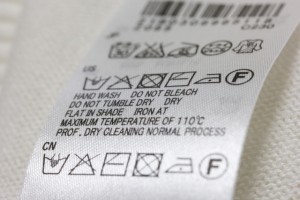 US
HAND WASH DO NOT BLEACH
DO NOT TUMBLE DRY DRY
FLAT IN SHADE IRON AT
MAXIMUM TEMPERATURE OF 110°C
PROF. DRY CLEANING NORMAL PROCESS
CN